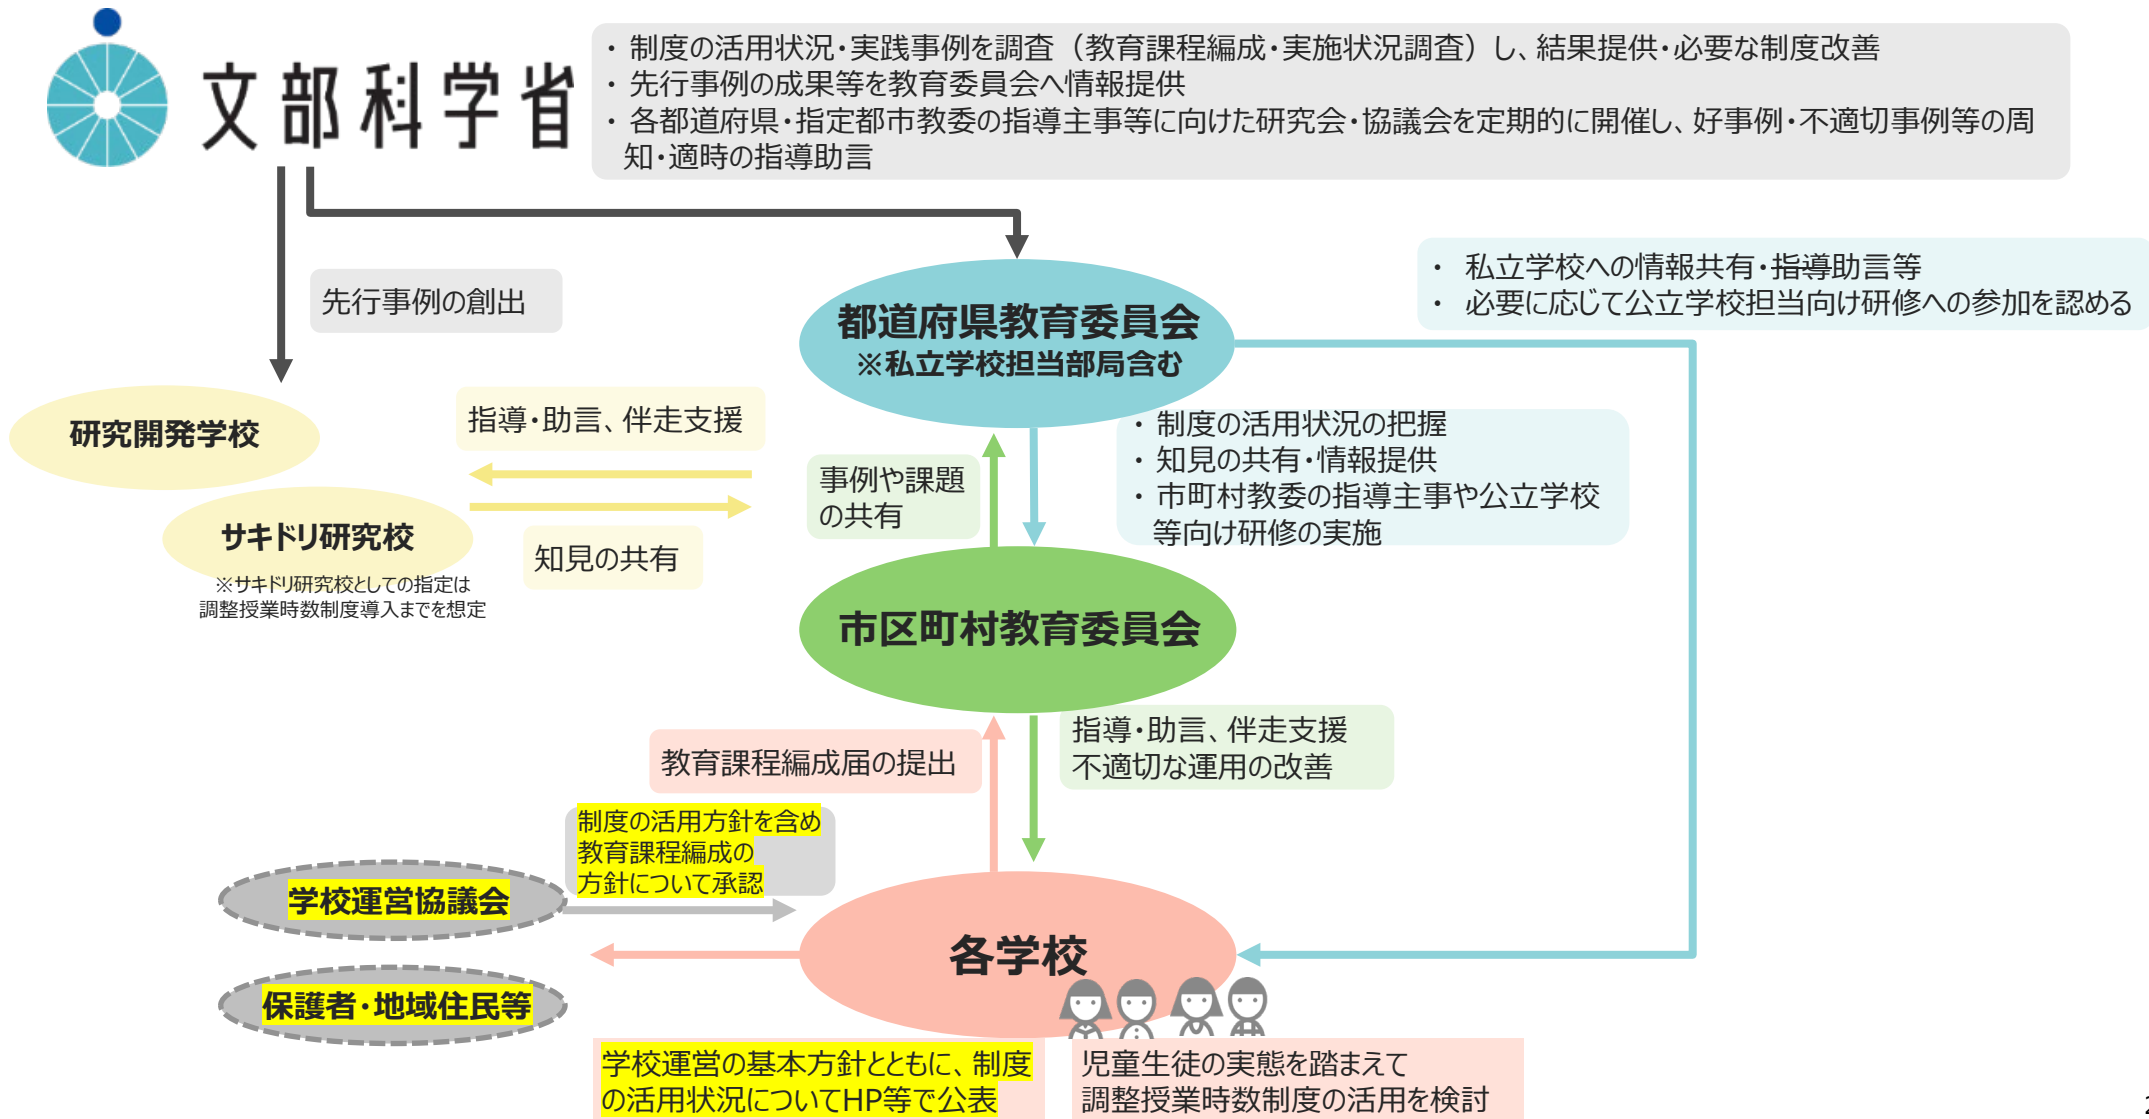 文部科学省
・ 制度の活用状況・実践事例を調査（教育課程編成・実施状況調査）し、結果提供・必要な制度改善
・ 先行事例の成果等を教育委員会へ情報提供
・ 各都道府県・指定都市教委の指導主事等に向けた研究会・協議会を定期的に開催し、好事例・不適切事例等の周
知・適時の指導助言
先行事例の創出
都道府県教育委員会
※私立学校担当部局含む
・ 私立学校への情報共有・指導助言等
・ 必要に応じて公立学校担当向け研修への参加を認める
研究開発学校
指導・助言、伴走支援
サキドリ研究校
※サキドリ研究校としての指定は
調整授業時数制度導入までを想定
知見の共有
事例や課題
の共有
・ 制度の活用状況の把握
・ 知見の共有・情報提供
・ 市町村教委の指導主事や公立学校
等向け研修の実施
市区町村教育委員会
教育課程編成届の提出
指導・助言、伴走支援
不適切な運用の改善
制度の活用方針を含め
教育課程編成の
方針について承認
学校運営協議会
各学校
保護者・地域住民等
学校運営の基本方針とともに、制度
の活用状況についてHP等で公表
児童生徒の実態を踏まえて
調整授業時数制度の活用を検討